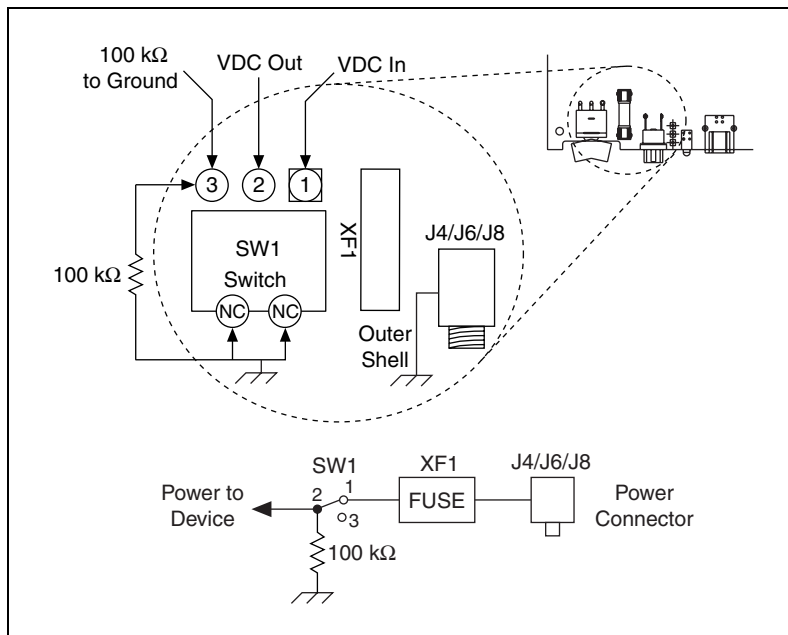 100 kΩ
to Ground
VDC Out
VDC In
3
2
1
SW1
Switch
XF1
J4/J6/J8
100 kΩ
NC
NC
Outer
Shell
SW1
XF1
J4/J6/J8
Power to
Device
2
1
3
FUSE
Power
Connector
100 kΩ